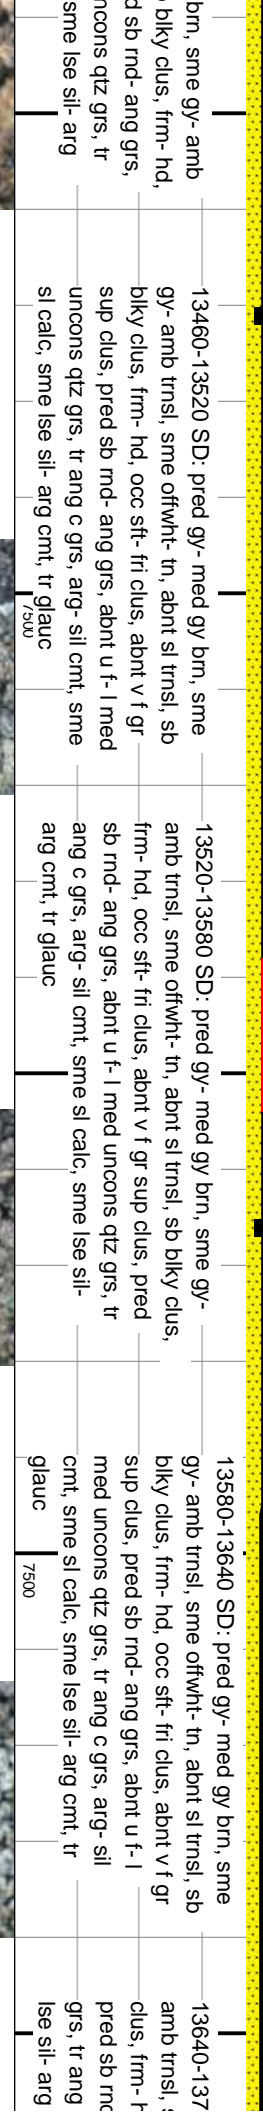 brn, sme gy- amb
blky clus, frm- hd,
d sb rnd- ang grs,
ncons qtz grs, tr
sme lse sil- arg
13460-13520 SD: pred gy- med gy brn, sme
gy- amb trnsl, sme offwht- tn, abnt sl trnsl, sb
blky clus, frm- hd, occ sft- fri clus, abnt v f gr
sup clus, pred sb rnd- ang grs, abnt u f- l med
uncons qtz grs, tr ang c grs, arg- sil cmt, sme
sl calc, sme lse sil- arg cmt, tr glauc
7500
13520-13580 SD: pred gy- med gy brn, sme gy-
amb trnsl, sme offwht- tn, abnt sl trnsl, sb blky clus,
frm- hd, occ sft- fri clus, abnt v f gr sup clus, pred
sb rnd- ang grs, abnt u f- l med uncons qtz grs, tr
ang c grs, arg- sil cmt, sme sl calc, sme lse sil-
arg cmt, tr glauc
13580-13640 SD: pred gy- med gy brn, sme
gy- amb trnsl, sme offwht- tn, abnt sl trnsl, sb
blky clus, frm- hd, occ sft- fri clus, abnt v f gr
sup clus, pred sb rnd- ang grs, abnt u f- l
med uncons qtz grs, tr ang c grs, arg- sil
cmt, sme sl calc, sme lse sil- arg cmt, tr
glauc
7500
13640-137
amb trnsl, s
clus, frm- h
pred sb rnd
grs, tr ang
lse sil- arg